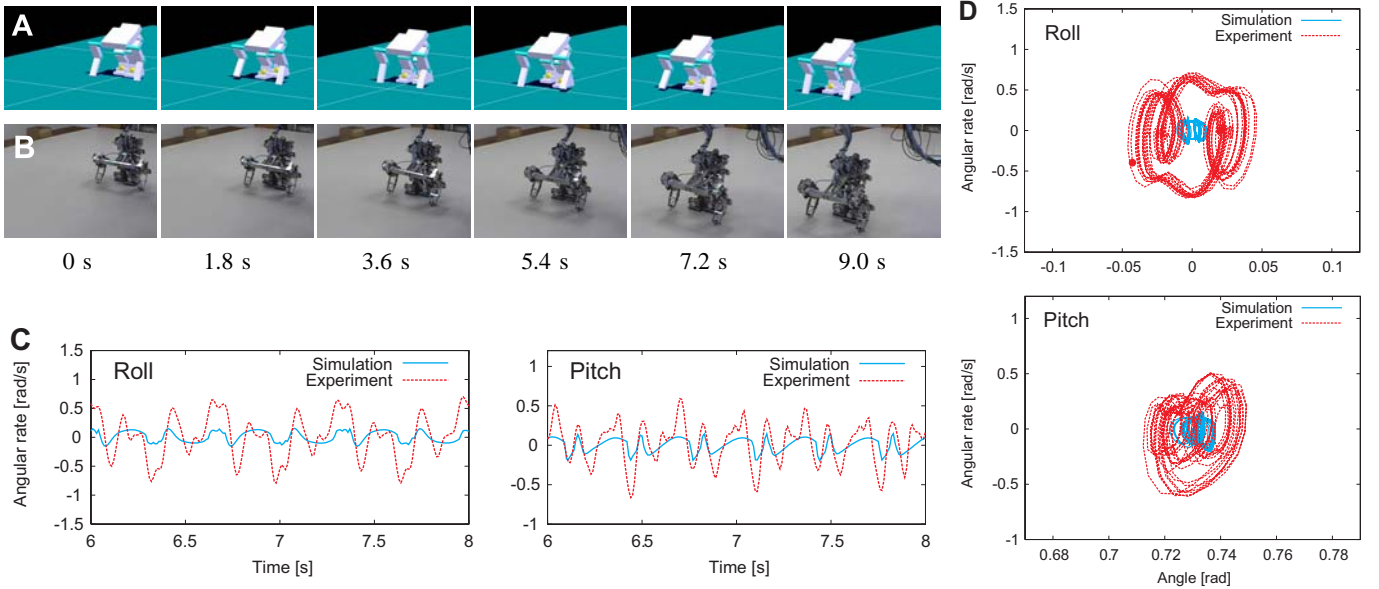 A
B
0 s 1.8 s 3.6 s 5.4 s 7.2 s 9.0 s
C
Roll
Simulation
Experiment
Angular rate [rad/s]
1.5
1
0.5
0
-0.5
-1
-1.5
6 6.5 7 7.5 8
Time [s]
Pitch
Simulation
Experiment
1
0.5
0
-0.5
-1
6 6.5 7 7.5 8
Time [s]
D
Roll
Simulation
Experiment
Angular rate [rad/s]
1.5
1
0.5
0
-0.5
-1
-1.5
-0.1 -0.05 0 0.05 0.1
Pitch
Simulation
Experiment
Angular rate [rad/s]
1
0.5
0
-0.5
-1
0.68 0.7 0.72 0.74 0.76 0.78
Angle [rad]